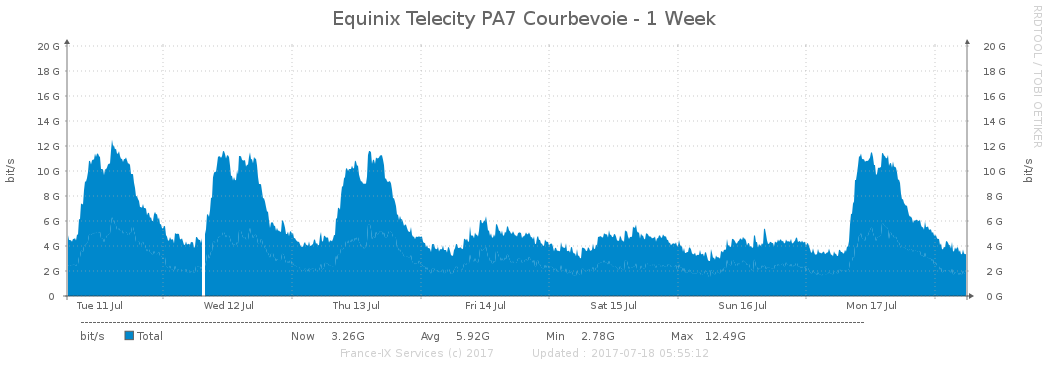 Equinix Telecity PA7 Courbevoie - 1 Week
RRDTOOL / TOBI OETIKER
bit/s
20 G 20 G
18 G 18 G
16 G 16 G
14 G 14 G
12 G 12 G
10 G 10 G
8 G 8 G
6 G 6 G
4 G 4 G
2 G 2 G
0 0 G
bit/s
Tue 11 Jul Wed 12 Jul Thu 13 Jul Fri 14 Jul Sat 15 Jul Sun 16 Jul Mon 17 Jul
bit/s Total Now 3.26G Avg 5.92G Min 2.78G Max 12.49G
France-IX Services (c) 2017 Updated : 2017-07-18 05:55:12